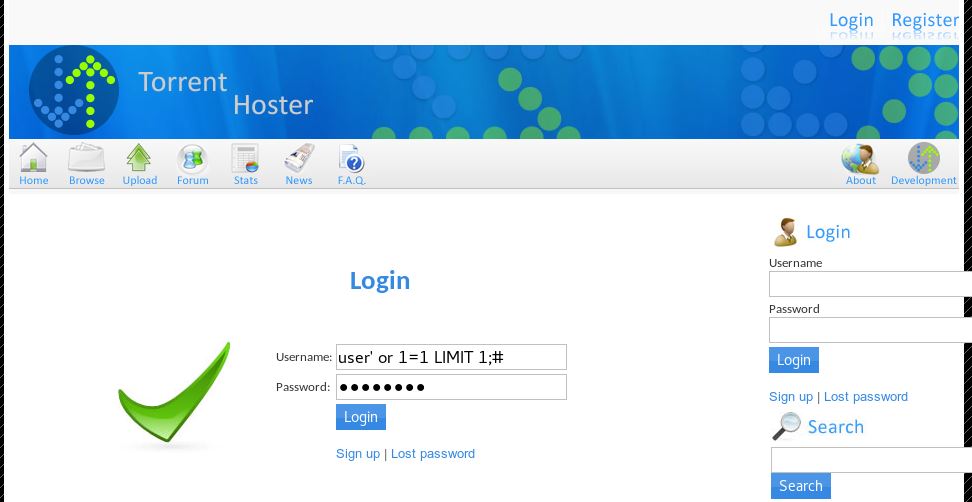 Login Register
Torrent
Hoster
Home Browse Upload Forum Stats News F.A.Q. About Development
Login
Username
Password
Login
Sign up | Lost password
Search
Search
Login
Username: user' or 1=1 LIMIT 1;#
Password: ●●●●●●●●
Login
Sign up | Lost password